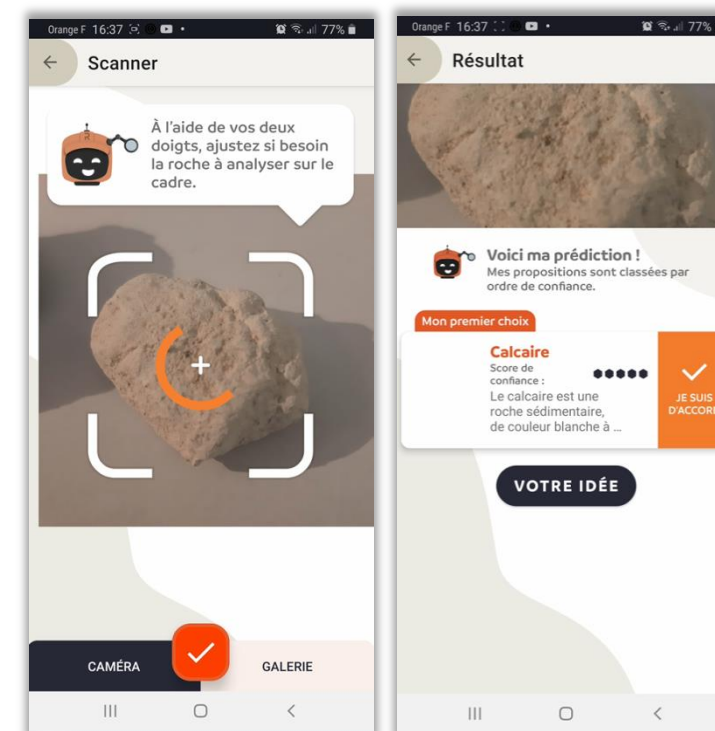 Orange F 16:37 77%
Scanner
À l'aide de vos deux
doigts, ajustez si besoin
la roche à analyser sur le
cadre.
CAMÉRA
GALERIE
Orange F 16:37 77%
Résultat
Voici ma prédiction !
Mes propositions sont classées par
ordre de confiance.
Mon premier choix
Calcaire
Score de
confiance :
Le calcaire est une
roche sédimentaire,
de couleur blanche à ...
JE SUIS
D'ACCORD
VOTRE IDÉE